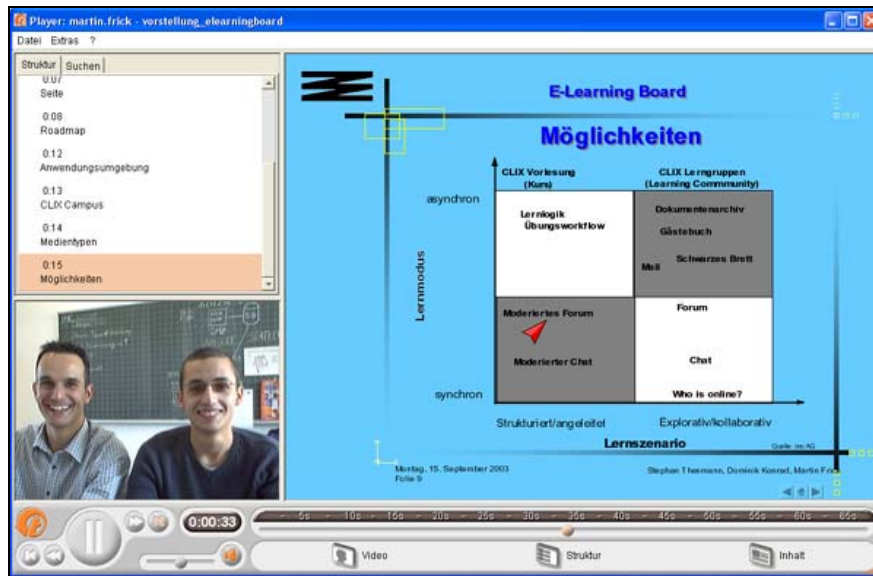 Player: martin.frick - vorstellung_elearningboard
Datei Extras ?
Struktur Suchen
0:07
Seite
0:08
Roadmap
0:12
Anwendungsumgebung
0:13
CLIX Campus
0:14
Medientypen
0:15
Möglichkeiten
E-Learning Board
Möglichkeiten
CLIX Vorlesung
(Kurs)
CLIX Lerngruppen
(Learning Commmunity)
asynchron
Lernlogik
Übungsworkflow
Dokumentenarchiv
Gästebuch
Schwarzes Brett
Mail
Lernmodus
Moderiertes Forum
Forum
Moderierter Chat
Chat
Who is online?
synchron
Strukturiert/angeleitet
Explorativ/kollaborativ
Lernszenario
Quelle: imc AG
Montag, 15. September 2003
Folie 9
Dominik Konrad, Martin
0:00:33
5s - 10s - 15s - 20s - 25s - 30s - 35s - 40s - 45s - 50s - 55s - 60s - 65s
Video
Struktur
Inhalt